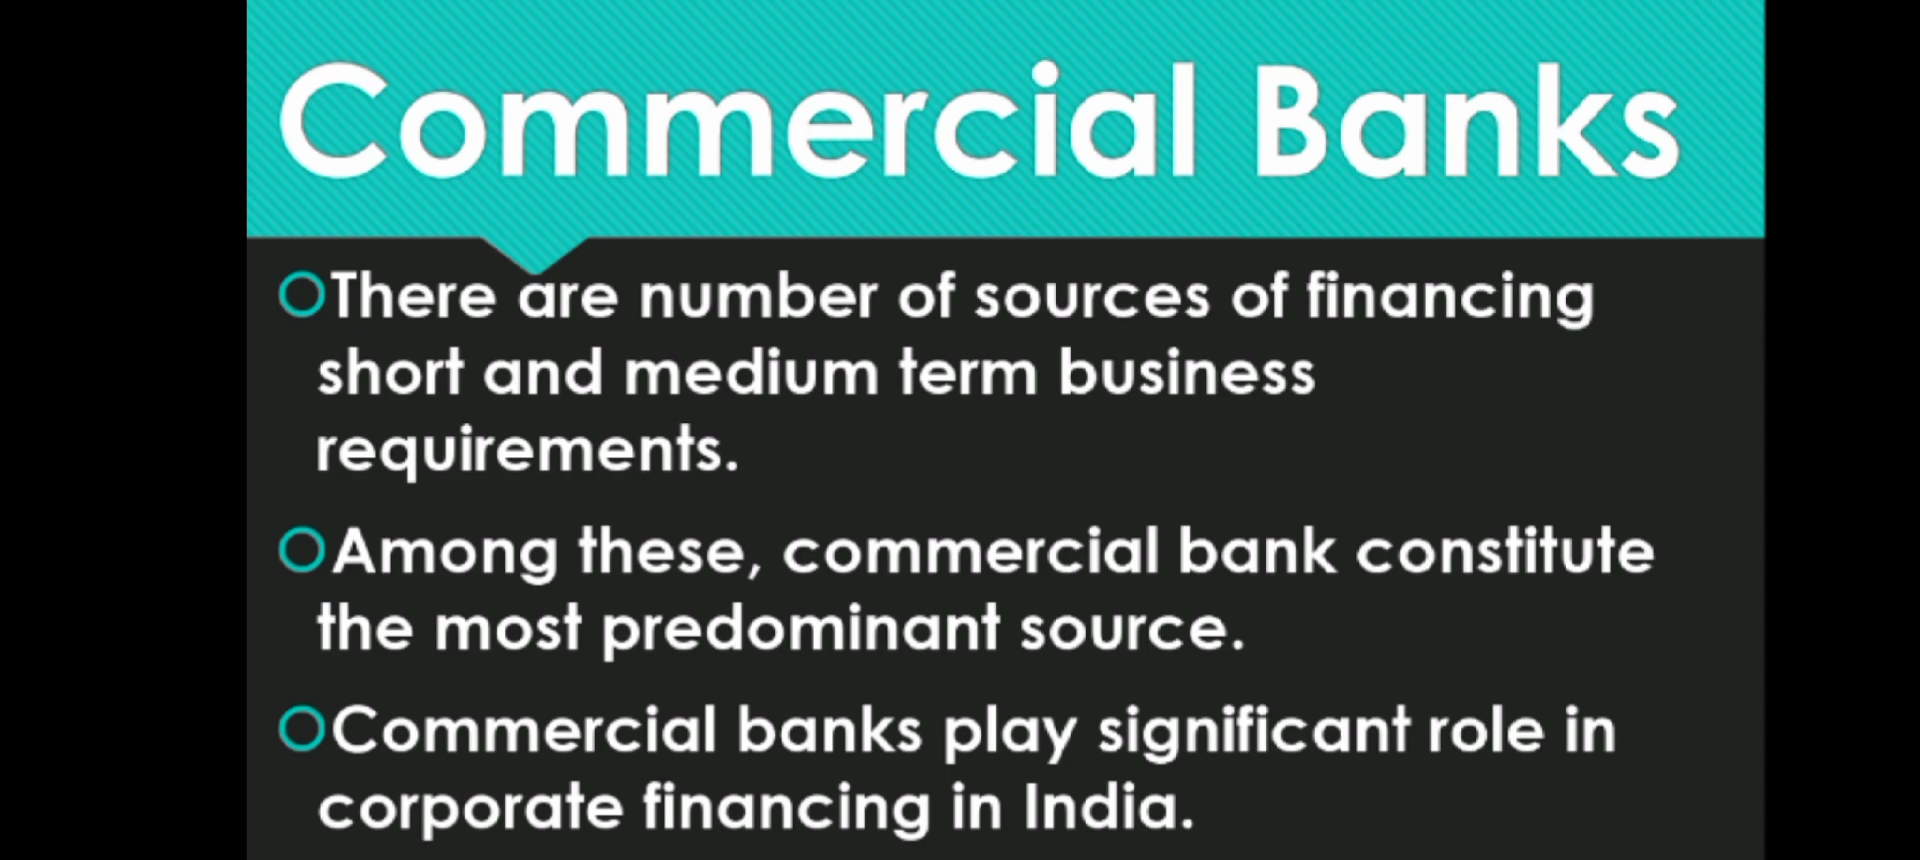 Commercial Banks
There are number of sources of financing
short and medium term business
requirements.
Among these, commercial bank constitute
the most predominant source.
Commercial banks play significant role in
corporate financing in India.